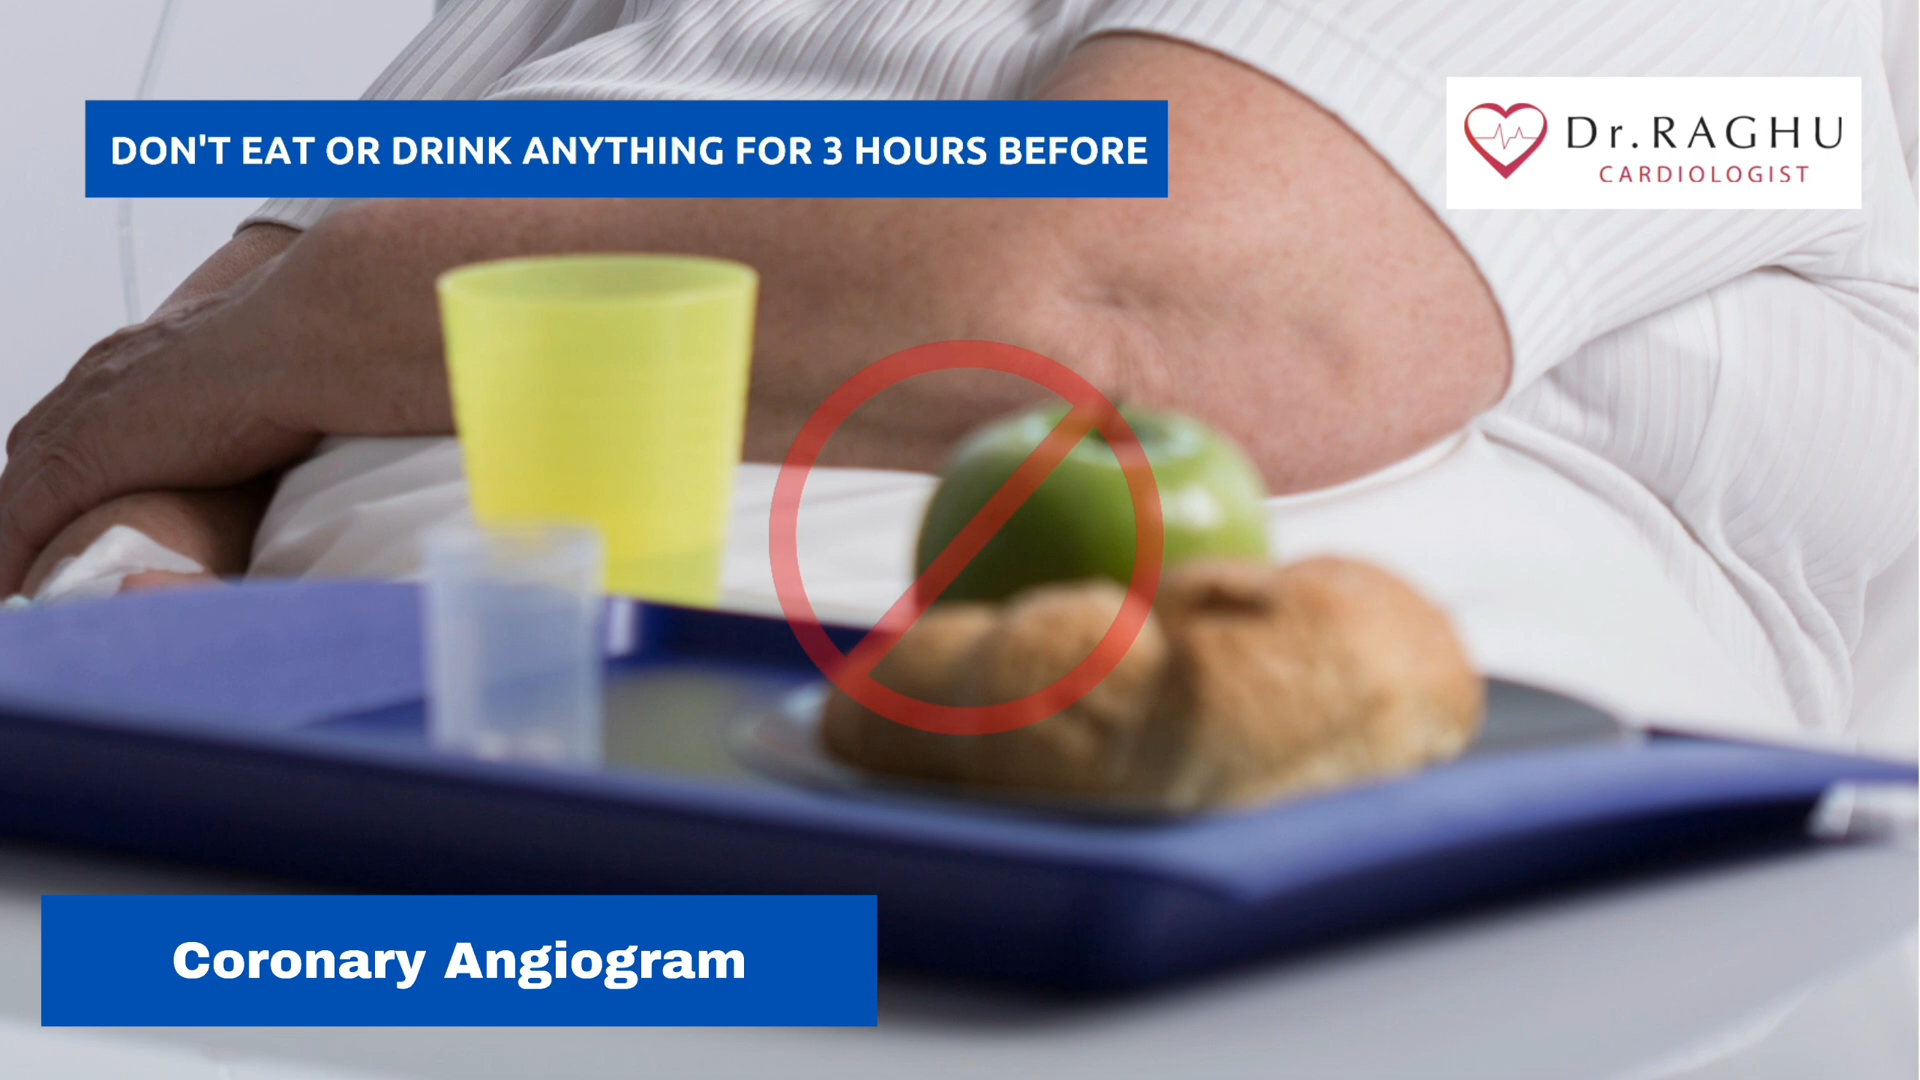 DON'T EAT OR DRINK ANYTHING FOR 3 HOURS BEFORE
Dr.RAGHU
CARDIOLOGIST
Coronary Angiogram